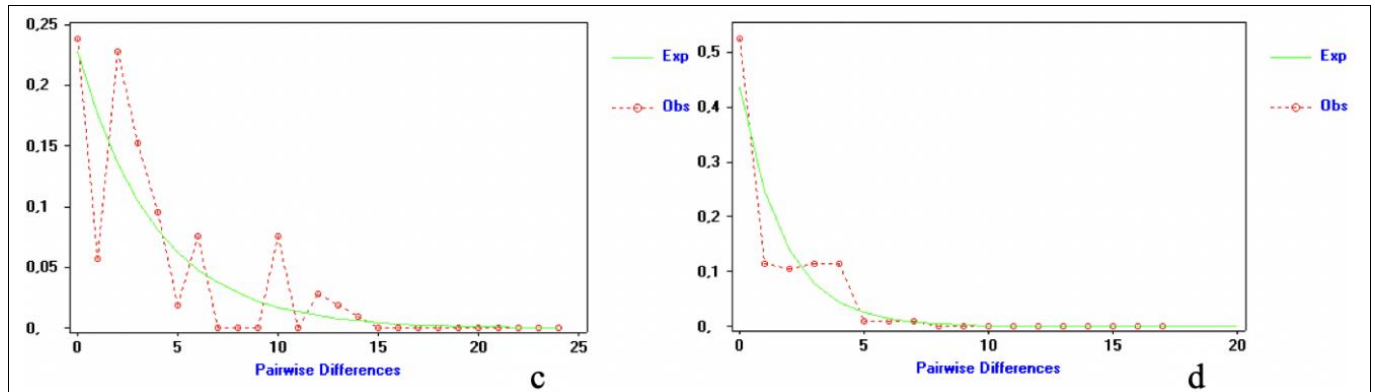 0,25
0,2
0,15
0,1
0,05
0,
0 5 10 15 20 25
Pairwise Differences
Exp
Obs
c
0,5
0,4
0,3
0,2
0,1
0,
0 5 10 15 20
Pairwise Differences
Exp
Obs
d